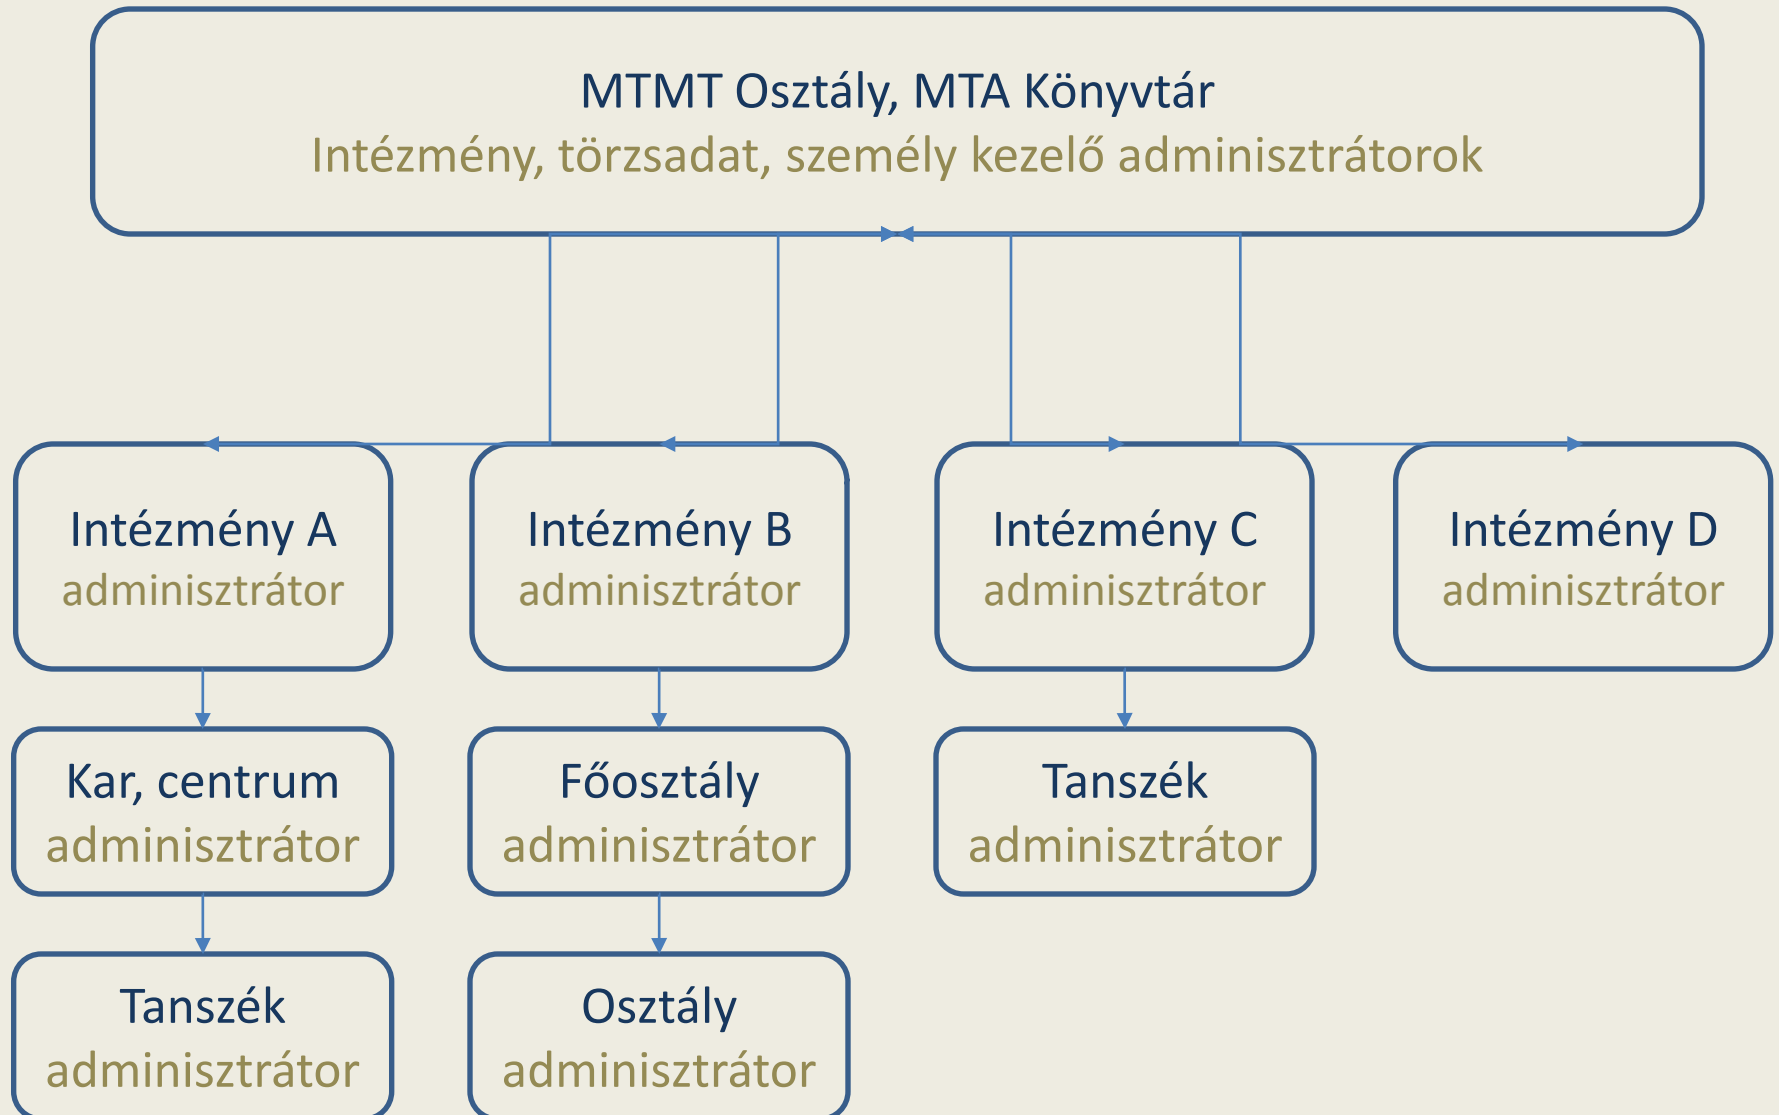 MTMT Osztály, MTA Könyvtár
Intézmény, törzsadat, személy kezelő adminisztrátorok
Intézmény A
adminisztrátor
Intézmény B
adminisztrátor
Intézmény C
adminisztrátor
Intézmény D
adminisztrátor
Kar, centrum
adminisztrátor
Főosztály
adminisztrátor
Tanszék
adminisztrátor
Tanszék
adminisztrátor
Osztály
adminisztrátor